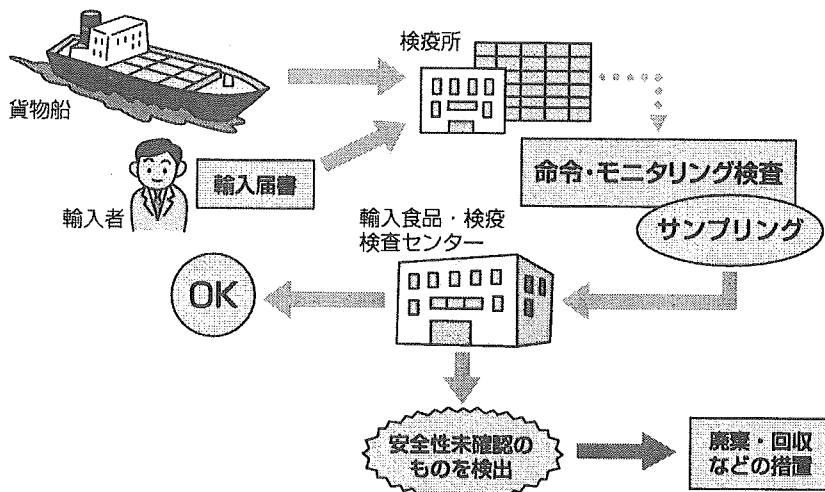 検疫所
貨物船
命令・モニタリング検査
輸入届書
輸入者
サンプリング
輸入食品・検疫
検査センター
OK
安全性未確認の
ものを検出
廃棄・回収
などの措置